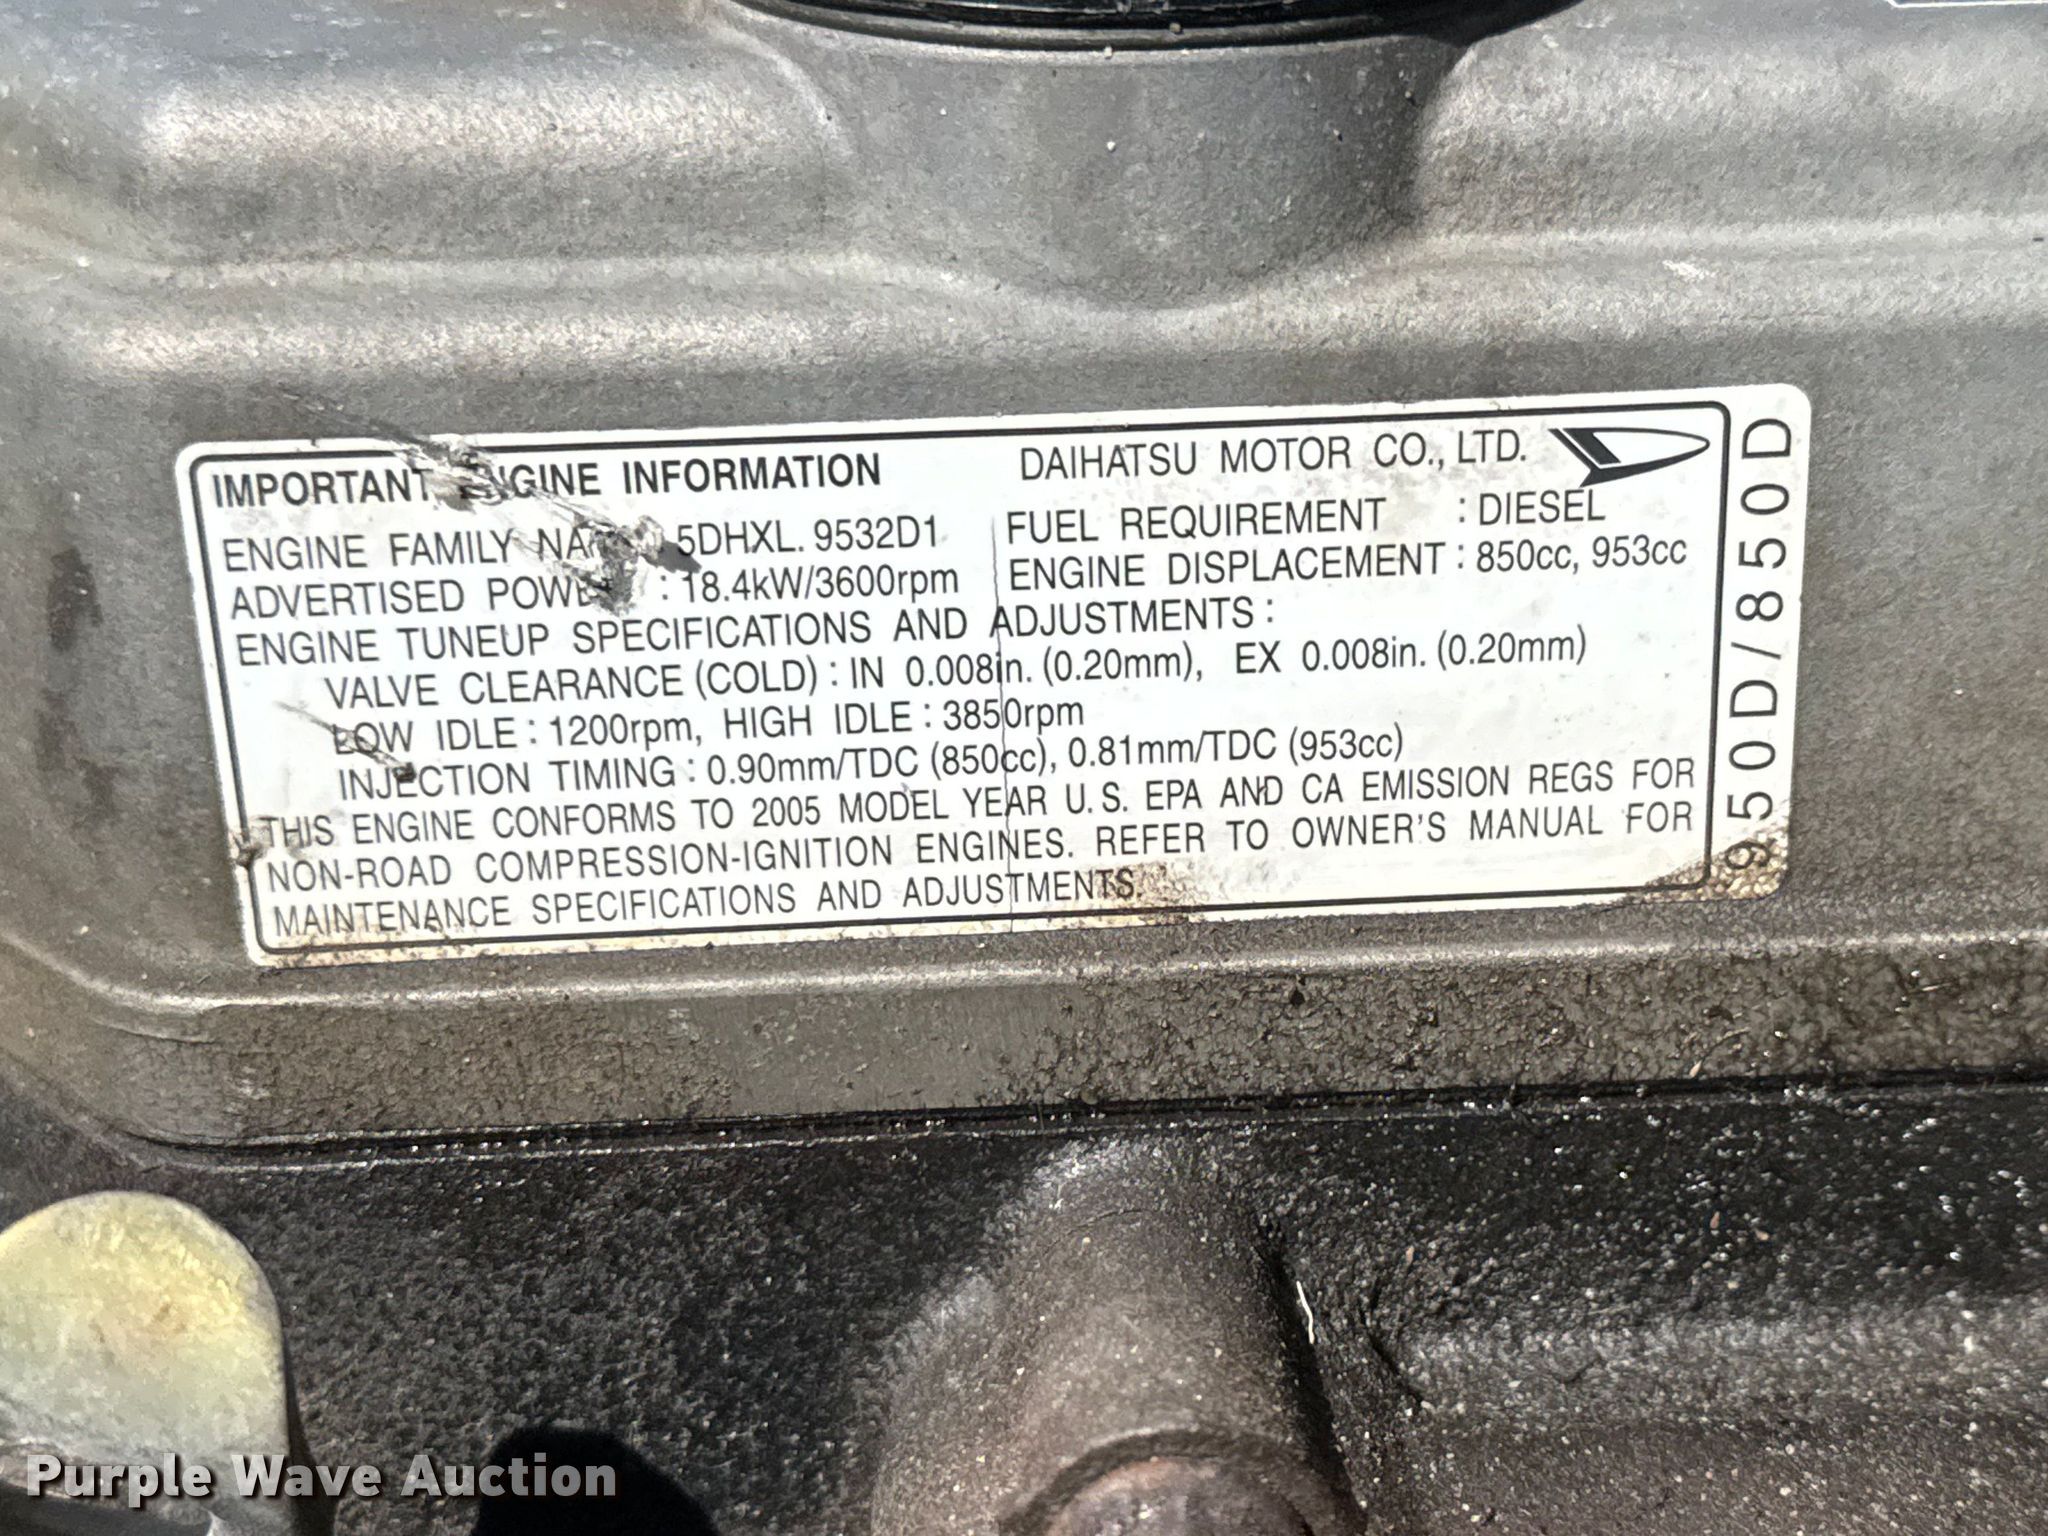 IMPORTANT ENGINE INFORMATION
DAIHATSU MOTOR CO., LTD.
ENGINE FAMILY NA 5DHXL. 9532D1
FUEL REQUIREMENT : DIESEL
ADVERTISED POWE : 18.4kW/3600rpm
ENGINE DISPLACEMENT : 850cc, 953cc
ENGINE TUNEUP SPECIFICATIONS AND ADJUSTMENTS :
VALVE CLEARANCE (COLD) : IN 0.008in. (0.20mm), EX 0.008in. (0.20mm)
LOW IDLE : 1200rpm, HIGH IDLE : 3850rpm
INJECTION TIMING : 0.90mm/TDC (850cc), 0.81mm/TDC (953cc)
THIS ENGINE CONFORMS TO 2005 MODEL YEAR U.S. EPA AND CA EMISSION REGS FOR
NON-ROAD COMPRESSION-IGNITION ENGINES. REFER TO OWNER'S MANUAL FOR
MAINTENANCE SPECIFICATIONS AND ADJUSTMENTS.
950D/850D
Purple Wave Auction